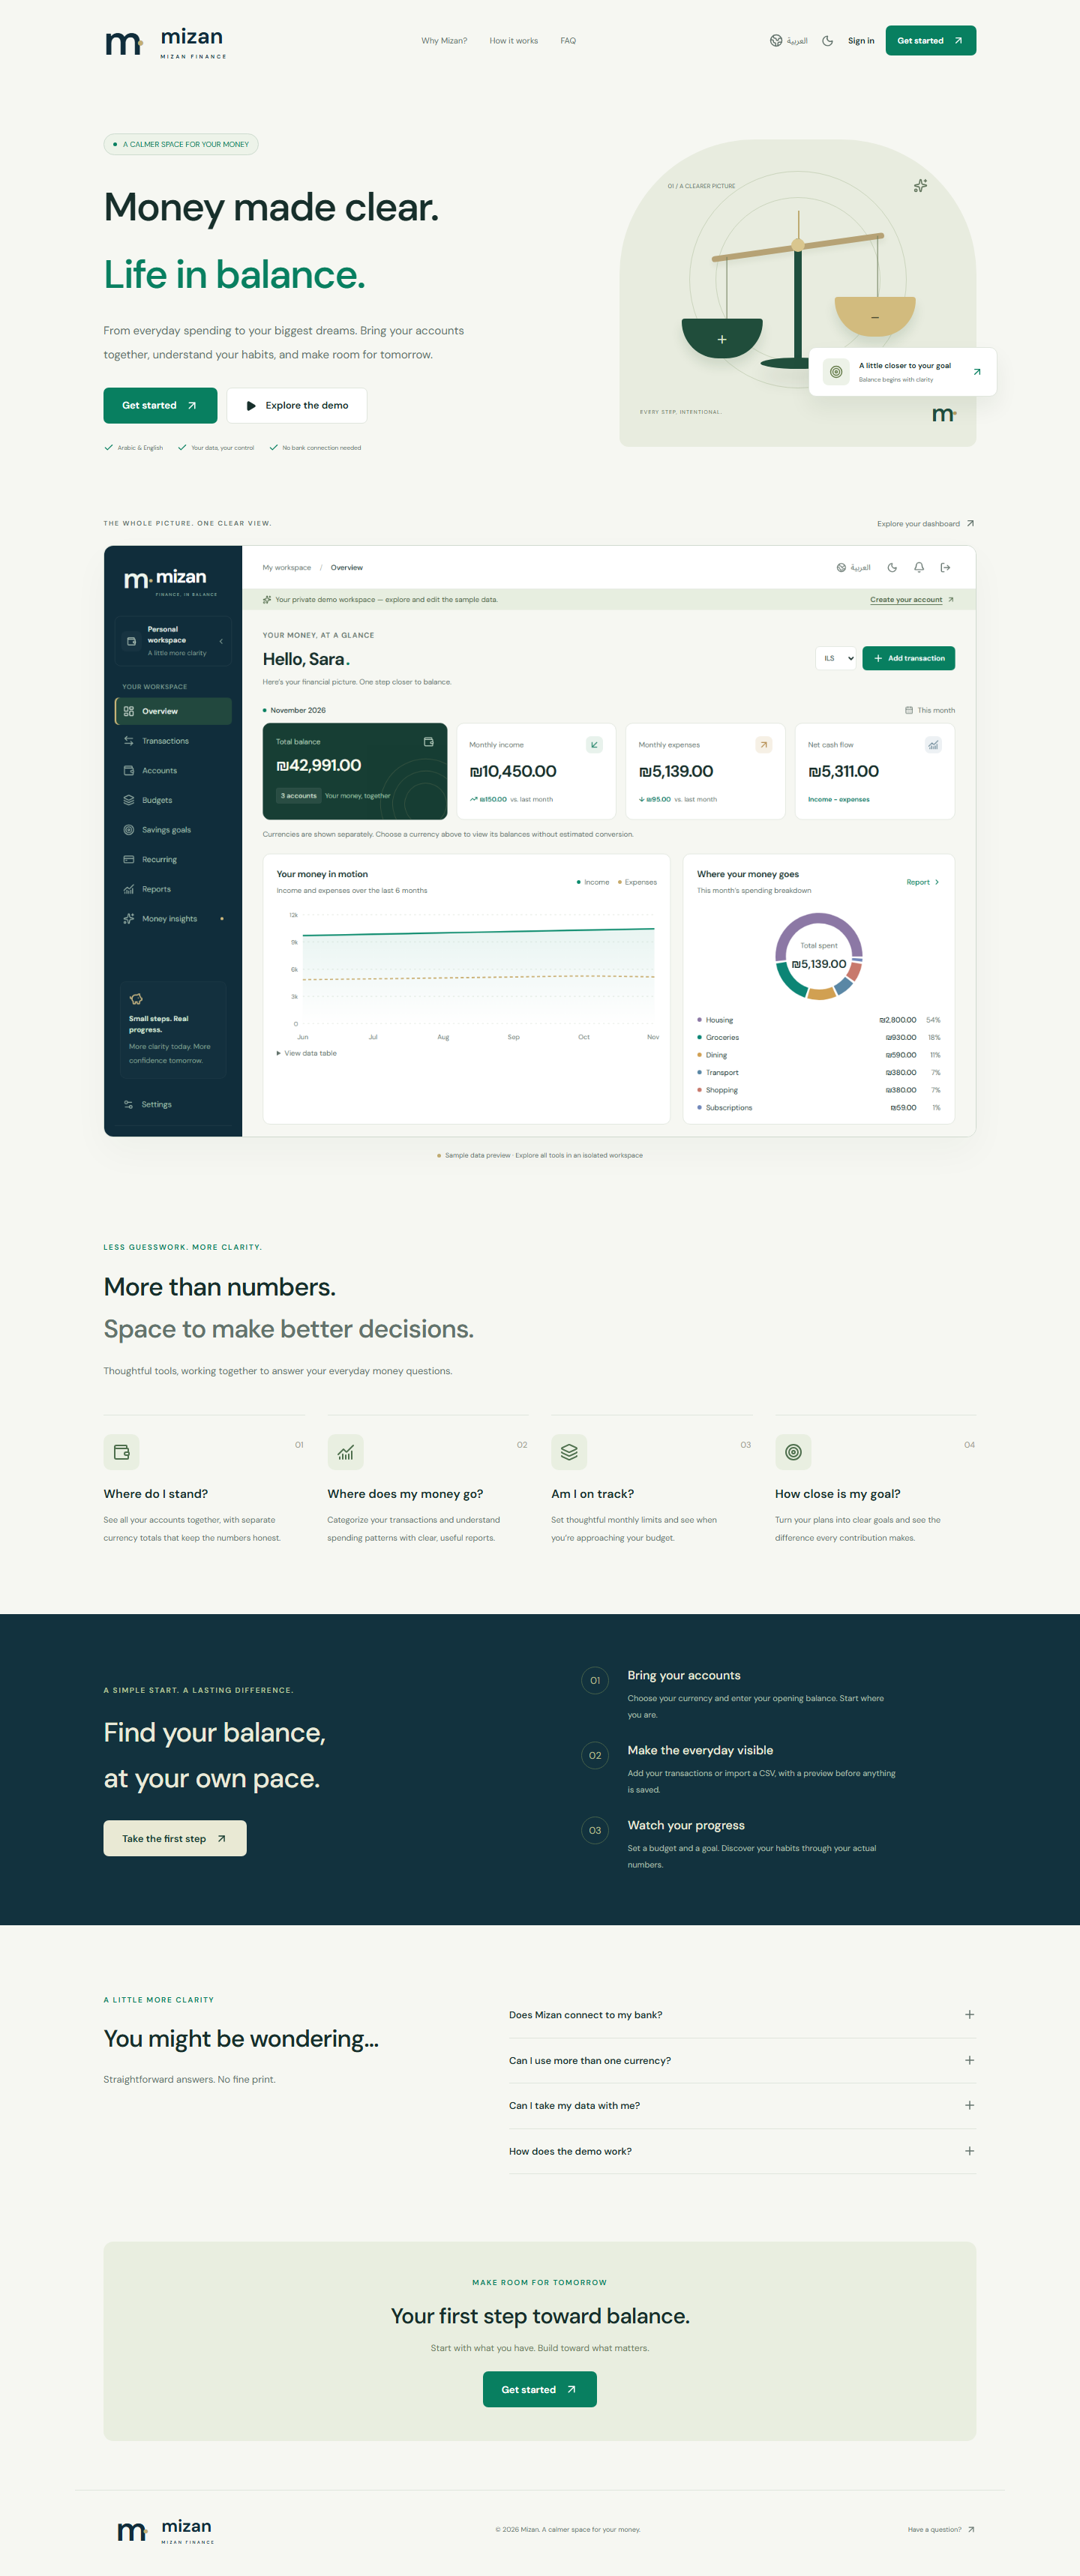 m mizan
MIZAN FINANCE
Why Mizan? How it works FAQ
العربية Sign in Get started
A CALMER SPACE FOR YOUR MONEY
Money made clear.
Life in balance.
From everyday spending to your biggest dreams. Bring your accounts
together, understand your habits, and make room for tomorrow.
Get started Explore the demo
Arabic & English Your data, your control No bank connection needed
01 / A CLEARER PICTURE
+
−
A little closer to your goal
Balance begins with clarity
EVERY STEP, INTENTIONAL.
m
THE WHOLE PICTURE. ONE CLEAR VIEW.
Explore your dashboard
m mizan
FINANCE, IN BALANCE
Personal
workspace
A little more clarity
YOUR WORKSPACE
Overview
Transactions
Accounts
Budgets
Savings goals
Recurring
Reports
Money insights
Small steps. Real
progress.
More clarity today. More
confidence tomorrow.
Settings
My workspace / Overview
العربية
Your private demo workspace — explore and edit the sample data.
Create your account
YOUR MONEY, AT A GLANCE
Hello, Sara.
Here's your financial picture. One step closer to balance.
ILS
Add transaction
November 2026
This month
Total balance
₪42,991.00
3 accounts Your money, together
Monthly income
₪10,450.00
₪150.00 vs. last month
Monthly expenses
₪5,139.00
₪95.00 vs. last month
Net cash flow
₪5,311.00
Income - expenses
Currencies are shown separately. Choose a currency above to view its balances without estimated conversion.
Your money in motion
Income and expenses over the last 6 months
Income Expenses
12k
9k
6k
3k
0
Jun Jul Aug Sep Oct Nov
View data table
Where your money goes
This month's spending breakdown
Report
Total spent
₪5,139.00
Housing ₪2,800.00 54%
Groceries ₪930.00 18%
Dining ₪590.00 11%
Transport ₪380.00 7%
Shopping ₪380.00 7%
Subscriptions ₪59.00 1%
Sample data preview · Explore all tools in an isolated workspace
LESS GUESSWORK. MORE CLARITY.
More than numbers.
Space to make better decisions.
Thoughtful tools, working together to answer your everyday money questions.
01
Where do I stand?
See all your accounts together, with separate
currency totals that keep the numbers honest.
02
Where does my money go?
Categorize your transactions and understand
spending patterns with clear, useful reports.
03
Am I on track?
Set thoughtful monthly limits and see when
you're approaching your budget.
04
How close is my goal?
Turn your plans into clear goals and see the
difference every contribution makes.
A SIMPLE START. A LASTING DIFFERENCE.
Find your balance,
at your own pace.
Take the first step
01
Bring your accounts
Choose your currency and enter your opening balance. Start where
you are.
02
Make the everyday visible
Add your transactions or import a CSV, with a preview before anything
is saved.
03
Watch your progress
Set a budget and a goal. Discover your habits through your actual
numbers.
A LITTLE MORE CLARITY
You might be wondering...
Straightforward answers. No fine print.
Does Mizan connect to my bank?
Can I use more than one currency?
Can I take my data with me?
How does the demo work?
MAKE ROOM FOR TOMORROW
Your first step toward balance.
Start with what you have. Build toward what matters.
Get started
m mizan
MIZAN FINANCE
© 2026 Mizan. A calmer space for your money.
Have a question?